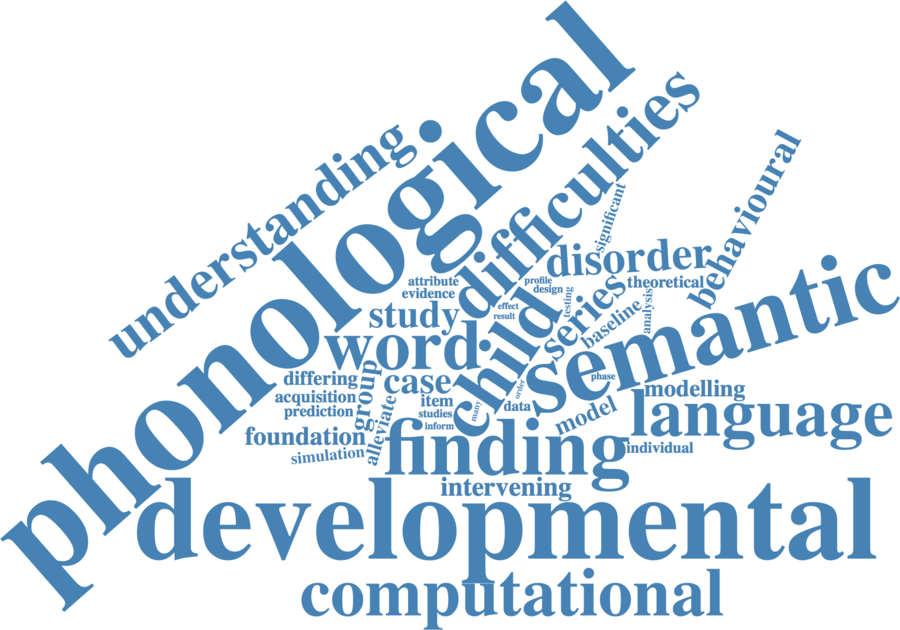 phonological
understanding
difficulties
behavioural
significant
disorder
attribute
evidence
profile
design
theoretical
effect
result
testing
series
analysis
study
baseline
word
child
semantic
differing
group
case
phase
order
acquisition
prediction
item
studies
many
data
modelling
model
language
inform
alleviate
foundation
simulation
finding
individual
intervening
developmental
computational